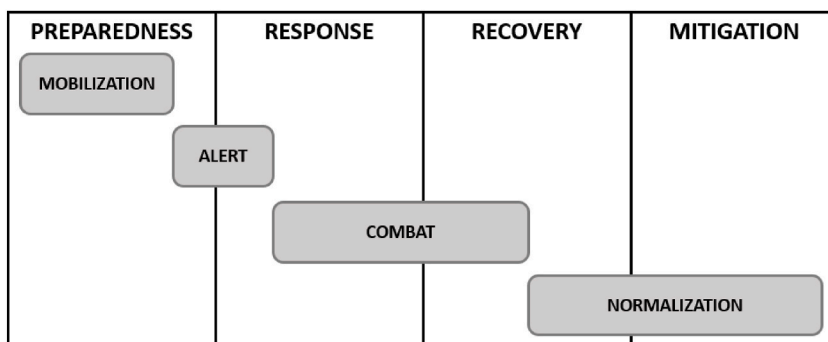 PREPAREDNESS RESPONSE RECOVERY MITIGATION
MOBILIZATION
ALERT
COMBAT
NORMALIZATION